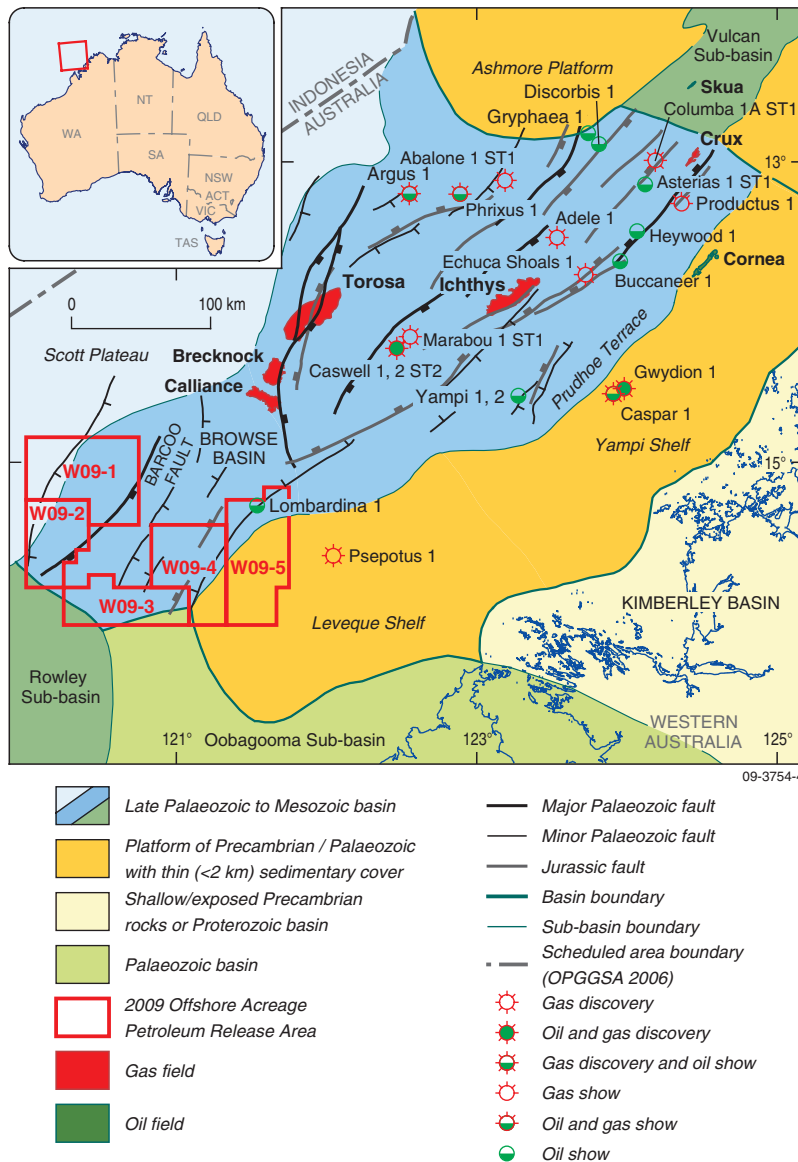 WA
NT
SA
QLD
NSW
ACT
VIC
TAS
INDONESIA
AUSTRALIA
Ashmore Platform
Vulcan
Sub-basin
Skua
Discorbis 1
Gryphaea 1
Columba 1A ST1
Crux
13°
Abalone 1 ST1
Argus 1
Asterias 1 ST1
Phrixus 1
Productus 1
Adele 1
Heywood 1
Echuca Shoals 1
Cornea
Buccaneer 1
Torosa
Ichthys
0
100 km
Scott Plateau
Brecknock
Marabou 1 ST1
Prudhoe Terrace
Calliance
Caswell 1, 2 ST2
Gwydion 1
Yampi 1, 2
Caspar 1
Yampi Shelf
BARCOO
FAULT
BROWSE
BASIN
15°
W09-1
W09-2
Lombardina 1
Psepotus 1
W09-4
W09-5
W09-3
KIMBERLEY BASIN
Leveque Shelf
Rowley
Sub-basin
WESTERN
AUSTRALIA
121°
Oobagooma Sub-basin
123°
125°
09-3754-4
Late Palaeozoic to Mesozoic basin
Platform of Precambrian / Palaeozoic
with thin (<2 km) sedimentary cover
Shallow/exposed Precambrian
rocks or Proterozoic basin
Palaeozoic basin
2009 Offshore Acreage
Petroleum Release Area
Gas field
Oil field
Major Palaeozoic fault
Minor Palaeozoic fault
Jurassic fault
Basin boundary
Sub-basin boundary
Scheduled area boundary
(OPGGSA 2006)
Gas discovery
Oil and gas discovery
Gas discovery and oil show
Gas show
Oil and gas show
Oil show